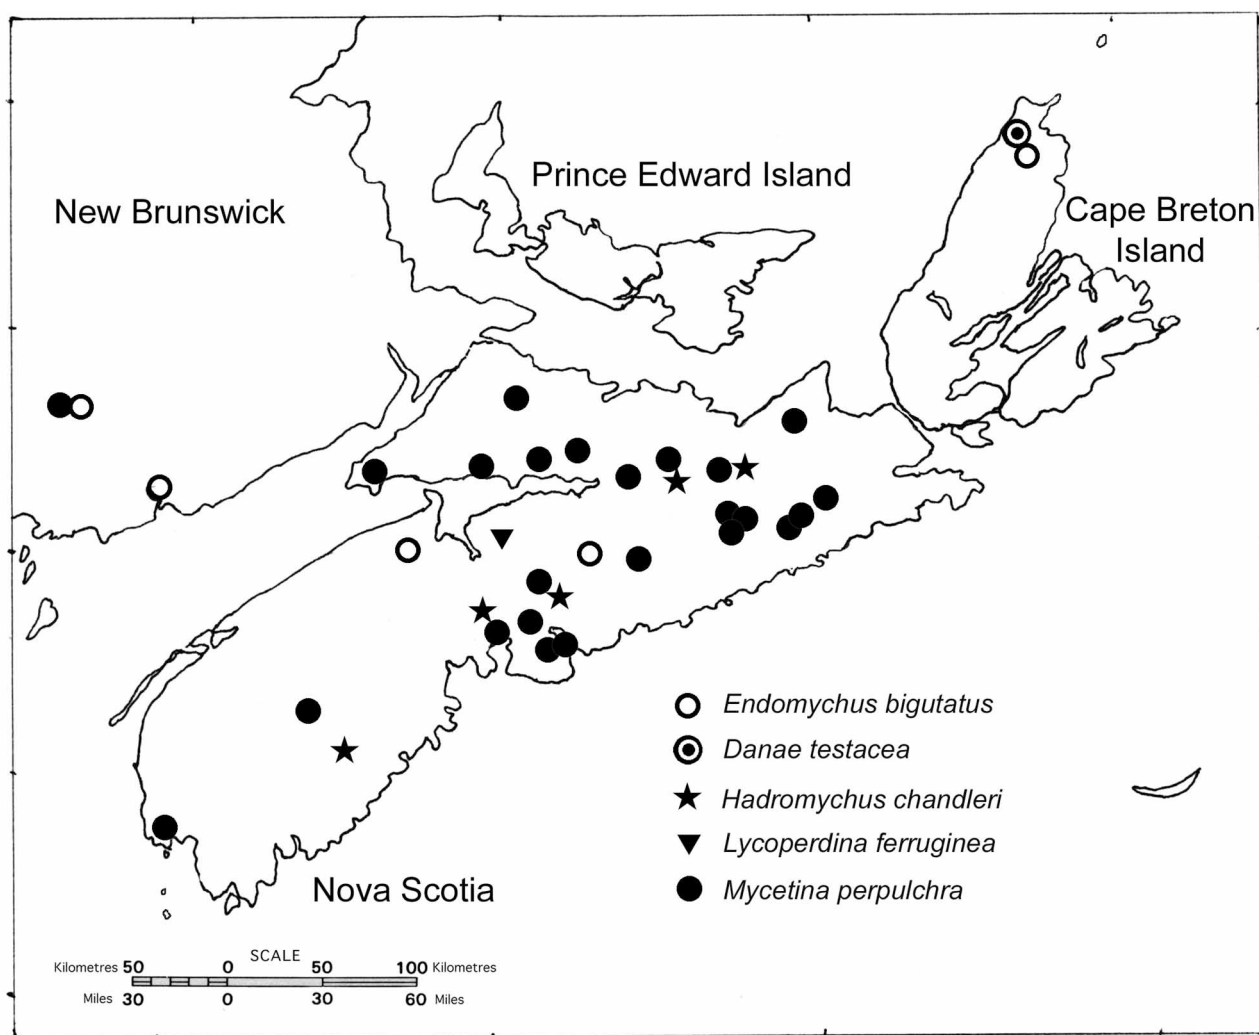 Prince Edward Island
New Brunswick
Cape Breton
Island
Endomychus bigutatus
Danae testacea
Hadromychus chandleri
Lycoperdina ferruginea
Mycetina perpulchra
Nova Scotia
SCALE
Kilometres 50 0 50 100 Kilometres
Miles 30 0 30 60 Miles